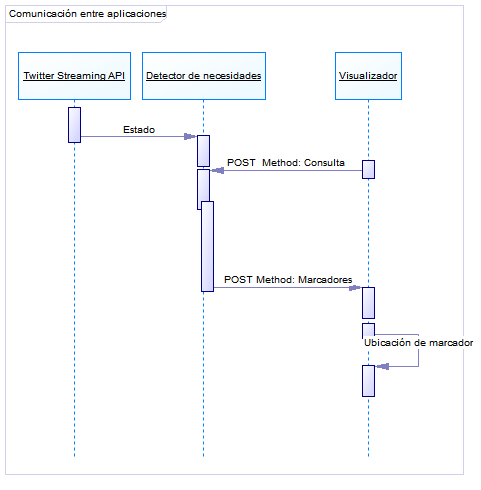 Comunicación entre aplicaciones
Twitter Streaming API
Detector de necesidades
Visualizador
Estado
POST Method: Consulta
POST Method: Marcadores
Ubicación de marcador